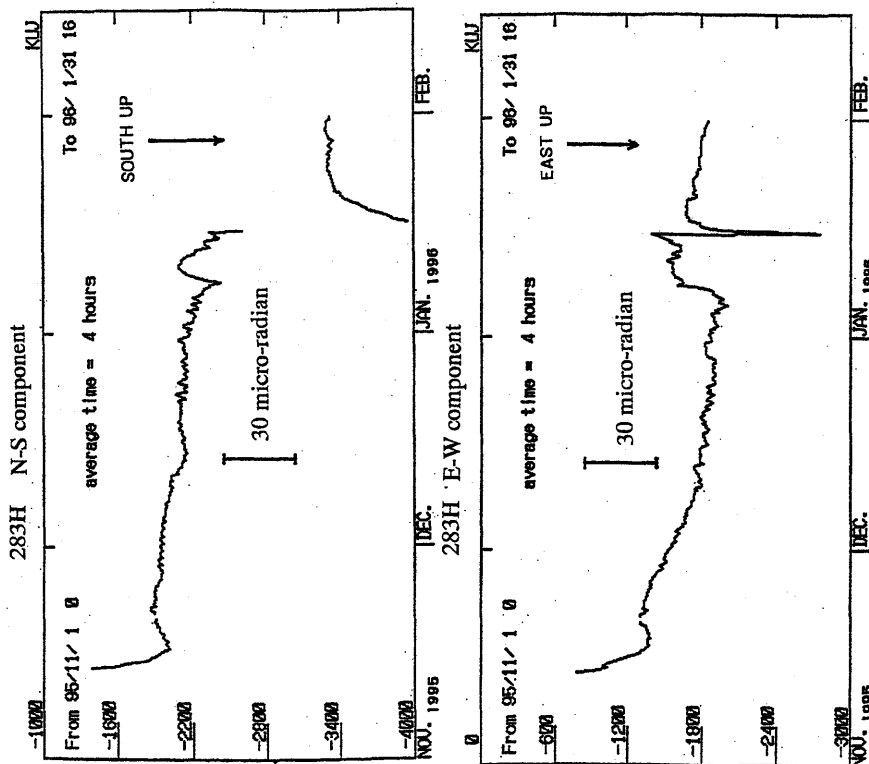 283H N-S component
KUJ
From 95/11/ 1 0
To 96/ 1/31 16
average time = 4 hours
SOUTH UP
30 micro-radian
-1000
-1600
-2200
-2800
-3400
-4000
NOV. 1995
DEC.
JAN. 1996
FEB.
283H E-W component
KUJ
From 95/11/ 1 0
To 96/ 1/31 16
average time = 4 hours
EAST UP
30 micro-radian
0
-600
-1200
-1800
-2400
-3000
NOV. 1995
DEC.
JAN. 1996
FEB.